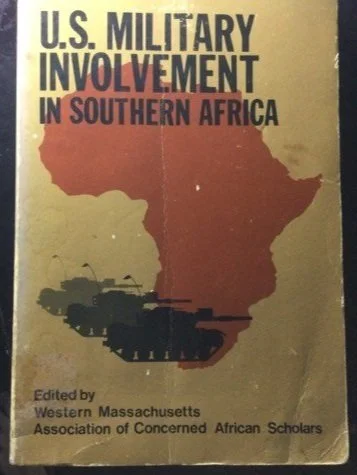 U.S. MILITARY
INVOLVEMENT
IN SOUTHERN AFRICA
Edited by
Western Massachusetts
Association of Concerned African Scholars